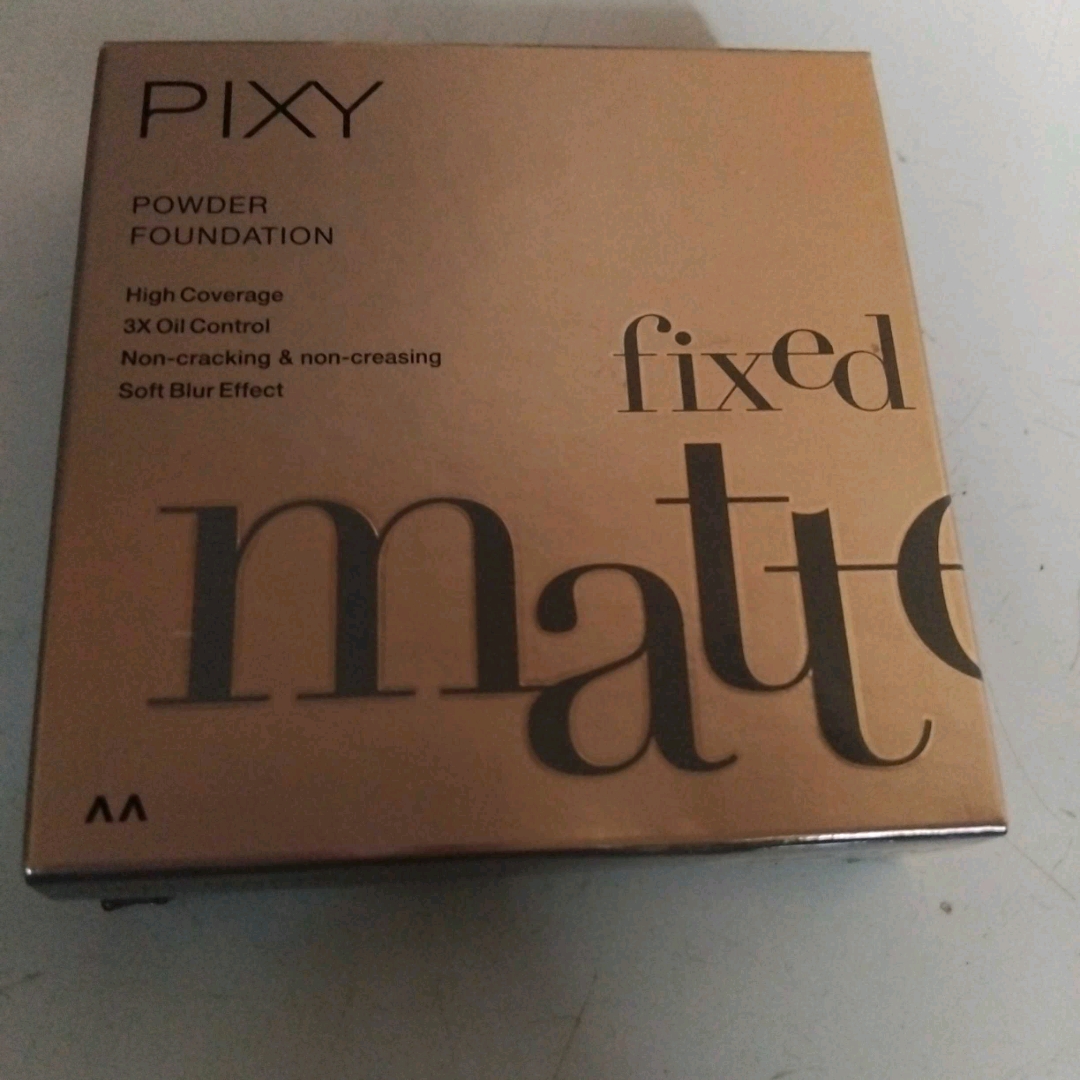 PIXY
POWDER
FOUNDATION
High Coverage
3X Oil Control
Non-cracking & non-creasing
Soft Blur Effect
fixed
matte